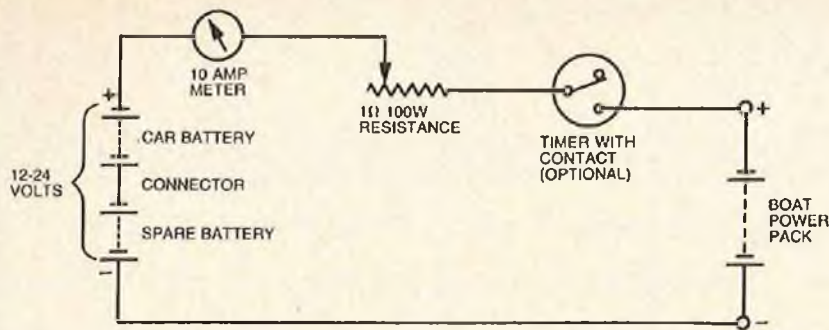 10 AMP
METER
1Ω 100W
RESISTANCE
TIMER WITH
CONTACT
(OPTIONAL)
+
CAR BATTERY
12-24
VOLTS
CONNECTOR
SPARE BATTERY
−
+
BOAT
POWER
PACK
−